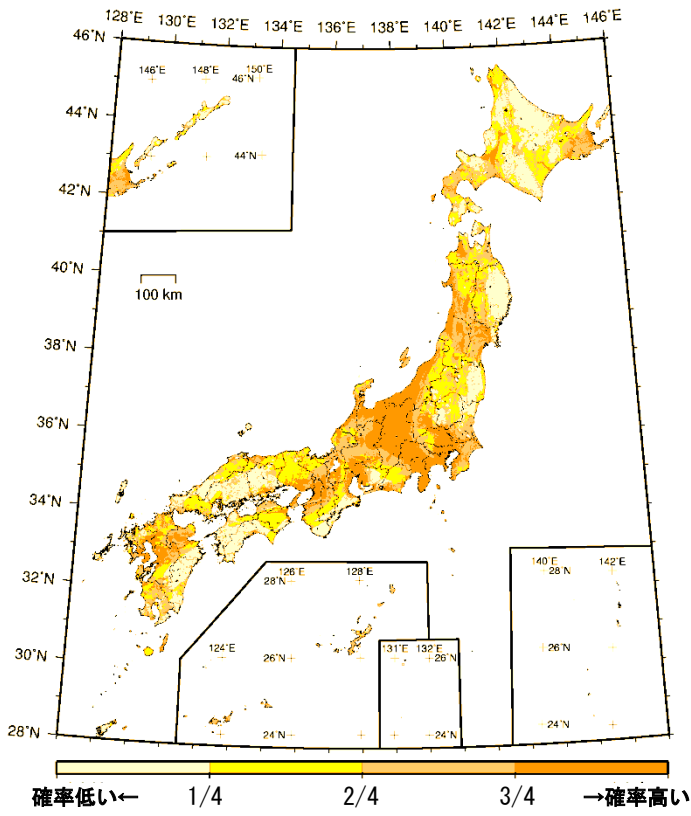 128°E 130°E 132°E 134°E 136°E 138°E 140°E 142°E 144°E 146°E
46°N
146°E 148°E 150°E
46°N
44°N
44°N
42°N
40°N
100 km
38°N
36°N
34°N
32°N
126°E 128°E
28°N
140°E 142°E
28°N
30°N
124°E
26°N
131°E 132°E
26°N
26°N
28°N
24°N
24°N
24°N
確率低い← 1/4 2/4 3/4 →確率高い